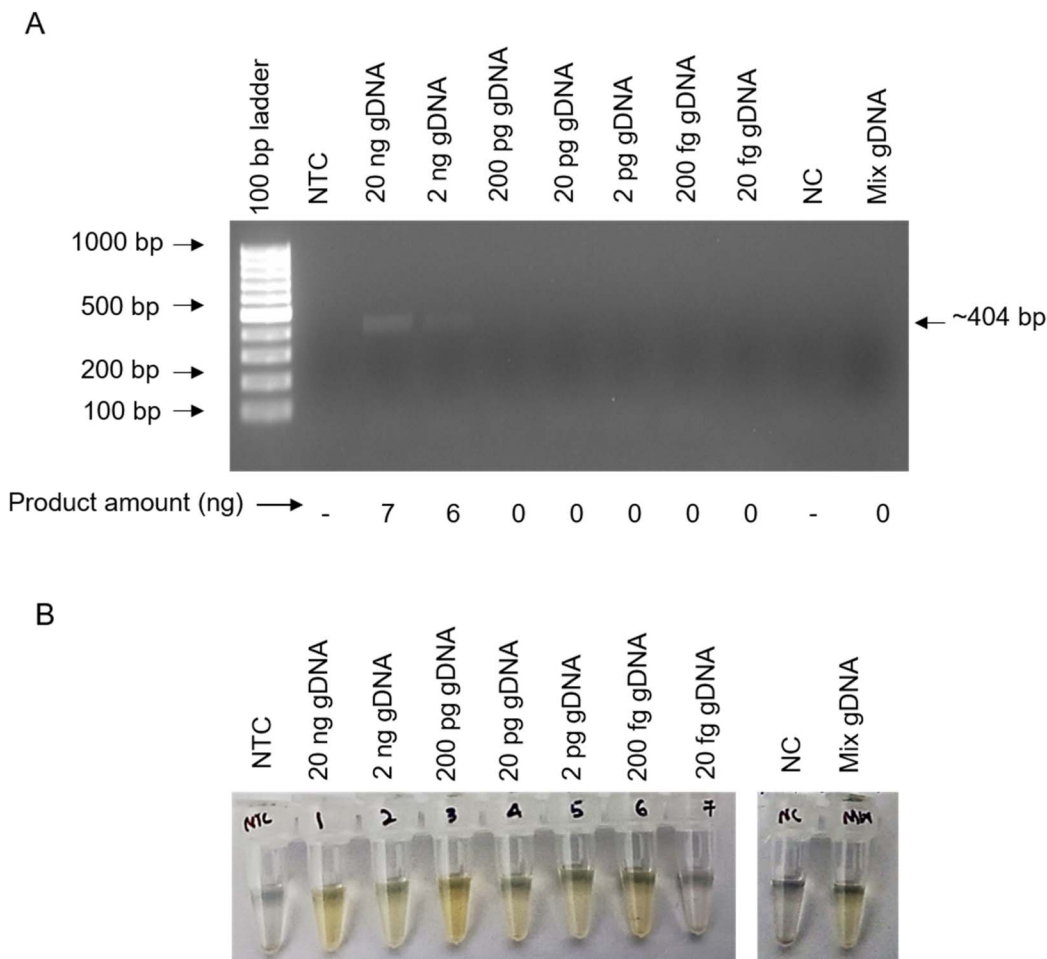 A
100 bp ladder
NTC
20 ng gDNA
2 ng gDNA
200 pg gDNA
20 pg gDNA
2 pg gDNA
200 fg gDNA
20 fg gDNA
NC
Mix gDNA
1000 bp
500 bp
200 bp
100 bp
~404 bp
Product amount (ng) - 7 6 0 0 0 0 0 - 0
B
NTC
20 ng gDNA
2 ng gDNA
200 pg gDNA
20 pg gDNA
2 pg gDNA
200 fg gDNA
20 fg gDNA
NC
Mix gDNA
NTC 1 2 3 4 5 6 7 NC Mix